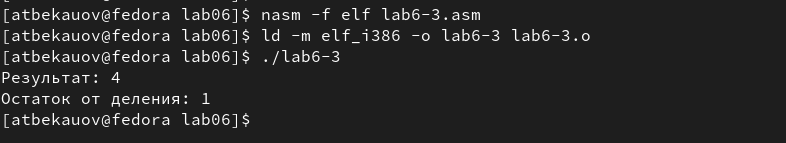 [atbekauov@fedora lab06]$ nasm -f elf lab6-3.asm
[atbekauov@fedora lab06]$ ld -m elf_i386 -o lab6-3 lab6-3.o
[atbekauov@fedora lab06]$ ./lab6-3
Результат: 4
Остаток от деления: 1
[atbekauov@fedora lab06]$